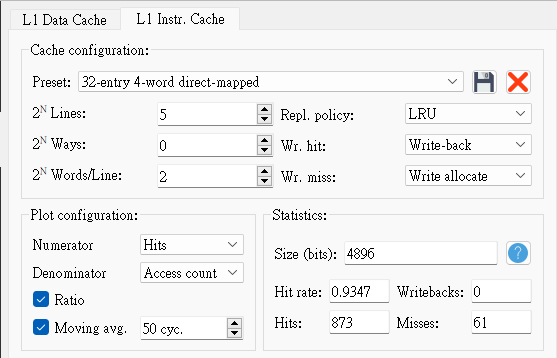 L1 Data Cache L1 Instr. Cache
Cache configuration:
Preset: 32-entry 4-word direct-mapped
2^N Lines: 5 Repl. policy: LRU
2^N Ways: 0 Wr. hit: Write-back
2^N Words/Line: 2 Wr. miss: Write allocate
Plot configuration:
Numerator Hits
Denominator Access count
Ratio
Moving avg. 50 cyc.
Statistics:
Size (bits): 4896 ?
Hit rate: 0.9347 Writebacks: 0
Hits: 873 Misses: 61